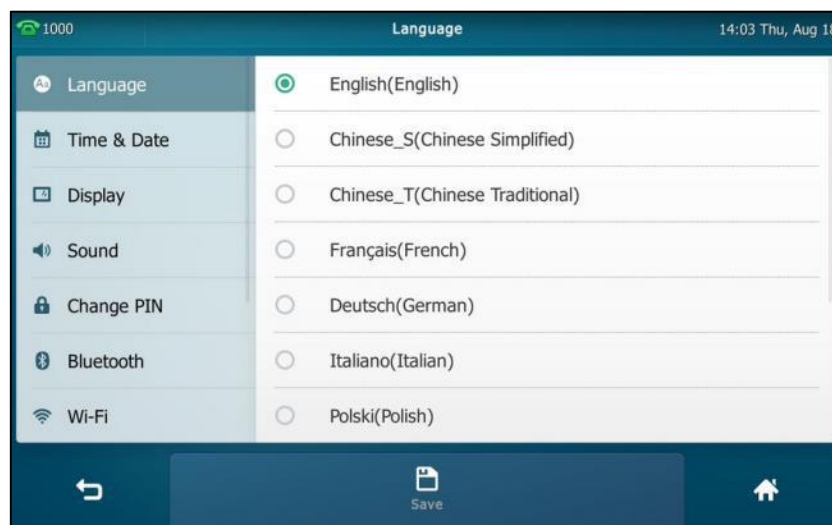 1000 Language 14:03 Thu, Aug 18
Language
Time & Date
Display
Sound
Change PIN
Bluetooth
Wi-Fi
English(English)
Chinese_S(Chinese Simplified)
Chinese_T(Chinese Traditional)
Français(French)
Deutsch(German)
Italiano(Italian)
Polski(Polish)
Save